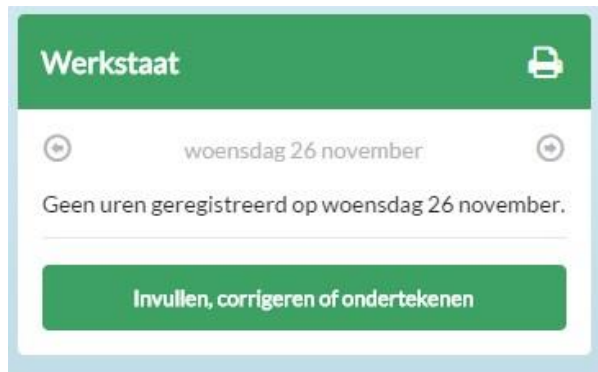 Werkstaat
woensdag 26 november
Geen uren geregistreerd op woensdag 26 november.
Invullen, corrigeren of ondertekenen